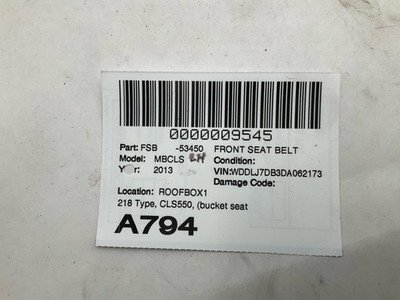 0000009545
Part: FSB -53450 FRONT SEAT BELT
Model: MBCLS LH Condition:
Year: 2013 VIN:WDDLJ7DB3DA062173
Damage Code:
Location: ROOFBOX1
218 Type, CLS550, (bucket seat
A794